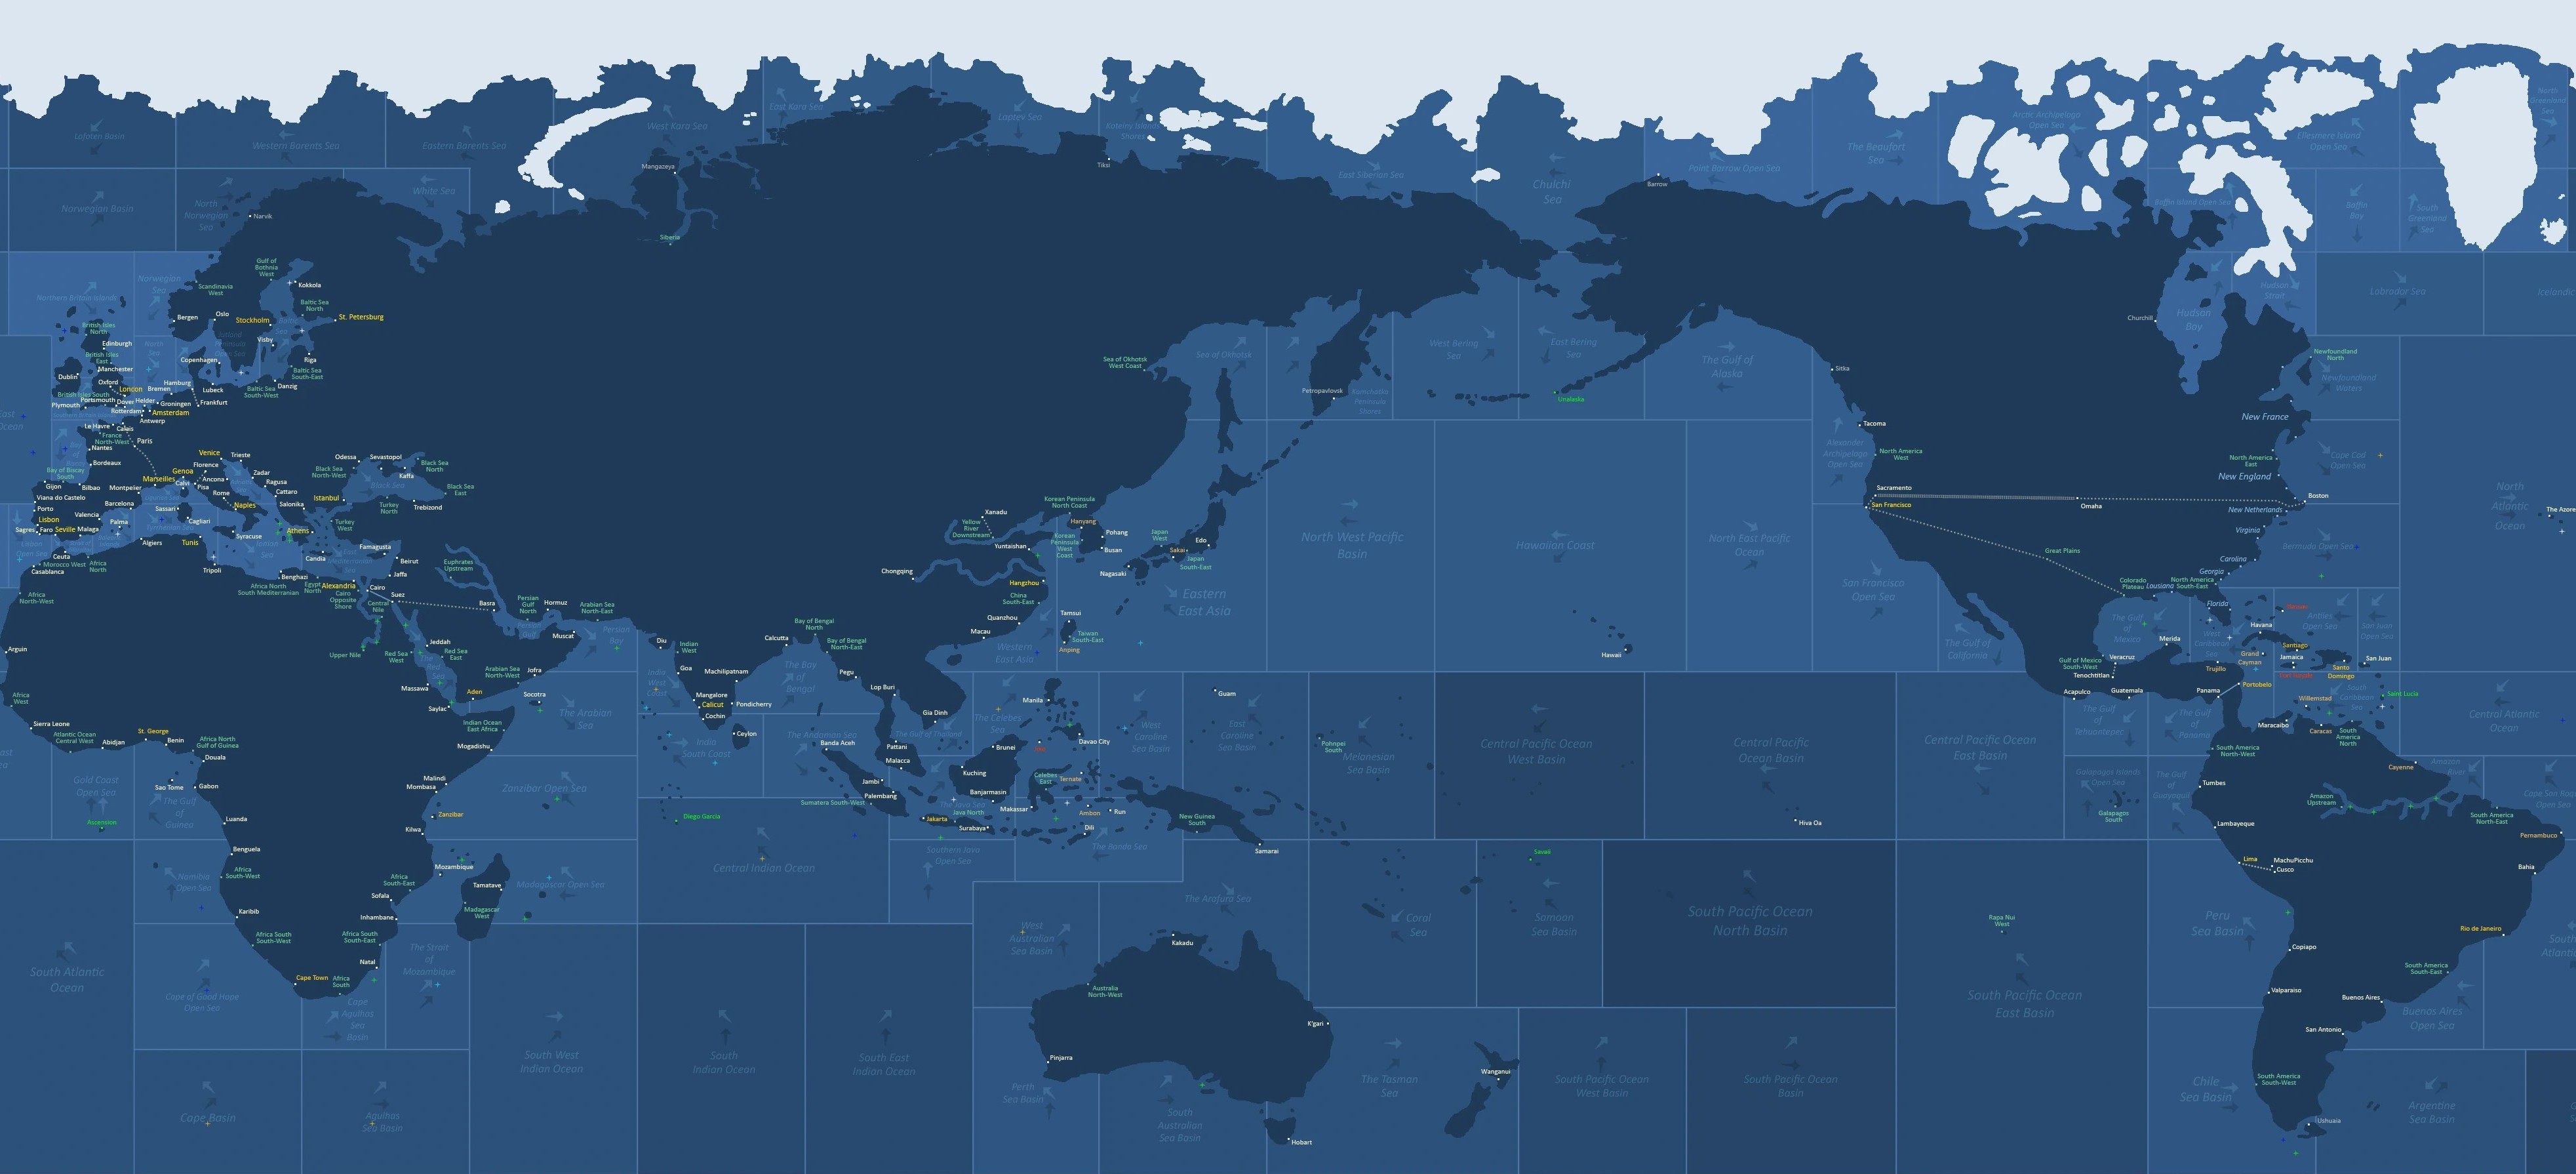 Lofoten Basin
Western Barents Sea
Eastern Barents Sea
West Kara Sea
East Kara Sea
Laptev Sea
Kotelny Islands
Shores
East Siberian Sea
Chulchi
Sea
Point Barrow Open Sea
The Beaufort
Sea
Arctic Archipelago
Open Sea
Ellesmere Island
Open Sea
North
Greenland
Sea
Mangazeya
Tiksi
Barrow
Norwegian Basin
North
Norwegian
Sea
White Sea
Narvik
Siberia
Baffin Island Open Sea
Baffin
Bay
South
Greenland
Sea
Northern Britain Islands
Norwegian
Sea
Gulf of
Bothnia
West
Scandinavia
West
Kokkola
Baltic Sea
North
St. Petersburg
Stockholm
Bergen
Oslo
Visby
Riga
Copenhagen
Baltic Sea
South-East
Danzig
Baltic Sea
South-West
Lubeck
Hamburg
Bremen
Frankfurt
Groningen
Helder
Amsterdam
Rotterdam
Antwerp
British Isles
North
Edinburgh
British Isles
East
Manchester
Dublin
Oxford
London
British Isles South
Portsmouth
Dover
Plymouth
North
Sea
Le Havre
Calais
France
North-West
Paris
Nantes
Bordeaux
Bay of Biscay
South
Gijon
Bilbao
Viana do Castelo
Porto
Lisbon
Sagres
Faro
Seville
Malaga
Ceuta
Valencia
Barcelona
Palma
Montpelier
Marseilles
Genoa
Calvi
Pisa
Florence
Venice
Trieste
Ancona
Rome
Zadar
Ragusa
Cattaro
Naples
Sassari
Cagliari
Syracuse
Salonika
Athens
Candia
Istanbul
Odessa
Sevastopol
Kaffa
Black Sea
North-West
Black Sea
North
Black Sea
East
Black Sea
Turkey
North
Trebizond
Turkey
West
Famagusta
Beirut
Jaffa
Algiers
Tunis
Tripoli
Benghazi
Africa North
South Mediterranean
Egypt
North
Alexandria
Cairo
Opposite
Shore
Cairo
Central
Nile
Suez
Upper Nile
Euphrates
Upstream
Basra
Morocco West
Africa
North
Casablanca
Africa
North-West
Arguin
Africa
West
Sierra Leone
Atlantic Ocean
Central West
Abidjan
St. George
Benin
Africa North
Gulf of Guinea
Douala
Sao Tome
Gabon
Gold Coast
Open Sea
The Gulf
of
Guinea
Ascension
Luanda
Benguela
Africa
South-West
Namibia
Open Sea
Karibib
Africa South
South-West
Cape Town
Africa
South
Cape of Good Hope
Open Sea
Cape
Agulhas
Sea
Basin
South Atlantic
Ocean
Cape Basin
Agulhas
Sea Basin
Natal
Africa South
South-East
Inhambane
Sofala
Africa
South-East
Mozambique
Tamatave
Madagascar
West
Madagascar Open Sea
The Strait
of
Mozambique
Kilwa
Zanzibar
Mombasa
Malindi
Mogadishu
Zanzibar Open Sea
Indian Ocean
East Africa
Saylac
Aden
Massawa
Jeddah
Red Sea
West
Red Sea
East
The
Red
Sea
Socotra
Jofra
Arabian Sea
North-West
Muscat
Persian
Gulf
North
Hormuz
Arabian Sea
North-East
Persian
Bay
The Arabian
Sea
Diu
Indian
West
Goa
India
West
Coast
Mangalore
Calicut
Cochin
Machilipatnam
Pondicherry
Ceylon
India
South Coast
Calcutta
Bay of Bengal
North
Bay of Bengal
North-East
The Bay
of
Bengal
Pegu
Lop Buri
The Andoman Sea
The Gulf of Thailand
Gia Dinh
Banda Aceh
Pattani
Malacca
Jambi
Palembang
Sumatera South-West
Diego Garcia
Central Indian Ocean
South West
Indian Ocean
South
Indian Ocean
South East
Indian Ocean
Chongqing
Xanadu
Yellow
River
Downstream
Yuntaishan
Hangzhou
China
South-East
Quanzhou
Macau
Tamsui
Taiwan
South-East
Anping
Western
East Asia
Eastern
East Asia
Korean Peninsula
North Coast
Hanyang
Korean
Peninsula
West
Coast
Pohang
Busan
Nagasaki
Japan
West
Sakai
Edo
Japan
South-East
Sea of Okhotsk
West Coast
Sea of Okhotsk
Petropavlovsk
Kamchatka
Peninsula
Shores
West Bering
Sea
East Bering
Sea
Unalaska
The Gulf of
Alaska
North West Pacific
Basin
Hawaiian Coast
North East Pacific
Ocean
Hawaii
Manila
The Celebes
Sea
Brunei
Kuching
Banjarmasin
Makassar
Davao City
Celebes
East
Ternate
Ambon
Run
Dili
The Java Sea
Java North
Jakarta
Surabaya
Southern Java
Open Sea
The Banda Sea
West
Caroline
Sea Basin
East
Caroline
Sea Basin
Guam
Pohnpei
South
Melonesian
Sea Basin
New Guinea
South
Samarai
The Arafura Sea
Central Pacific Ocean
West Basin
Central Pacific
Ocean Basin
Central Pacific Ocean
East Basin
Hiva Oa
Savaii
Coral
Sea
Samoan
Sea Basin
South Pacific Ocean
North Basin
Rapa Nui
West
South Pacific Ocean
East Basin
West
Australian
Sea Basin
Kakadu
Australia
North-West
K'gari
Pinjarra
Perth
Sea Basin
South
Australian
Sea Basin
Hobart
The Tasman
Sea
Wanganui
South Pacific Ocean
West Basin
South Pacific Ocean
Basin
Sitka
Tacoma
Alexander
Archipelago
Open Sea
North America
West
Sacramento
San Francisco
San Francisco
Open Sea
The Gulf of
California
Omaha
Great Plains
Colorado
Plateau
Lousiana
North America
South-East
Churchill
Hudson
Bay
Hudson
Strait
Labrador Sea
Icelandic
Newfoundland
North
Newfoundland
Waters
New France
North America
East
New England
Cape Cod
Open Sea
Boston
New Netherlands
Virginia
Carolina
Georgia
Florida
Bermuda Open Sea
North
Atlantic
Ocean
The Azore
Nassau
Antiles
Open Sea
San Juan
Open Sea
The Gulf
of
Mexico
West
Caribbean
Sea
Havana
Merida
Veracruz
Gulf of Mexico
South-West
Tenochtitlan
Acapulco
Guatemala
Grand
Cayman
Trujillo
Santiago
Jamaica
Port Royale
Santo
Domingo
San Juan
Saint Lucia
Willemstad
Portobelo
Panama
Maracaibo
Caracas
South
America
North
South
Caribbean
Sea
Central Atlantic
Ocean
The Gulf
of
Tehuantepec
The Gulf
of
Panama
South America
North-West
Tumbes
Galapagos Islands
Open Sea
Galapagos
South
The Gulf
of
Guayaquil
Lambayeque
Lima
MachuPicchu
Cusco
Cayenne
Amazon
River
Amazon
Upstream
South America
North-East
Pernambuco
Bahia
Rio de Janeiro
Peru
Sea Basin
Copiapo
Valparaiso
South America
South-East
Buenos Aires
Buenos Aires
Open Sea
San Antonio
South America
South-West
Chile
Sea Basin
Ushuaia
Argentine
Sea Basin